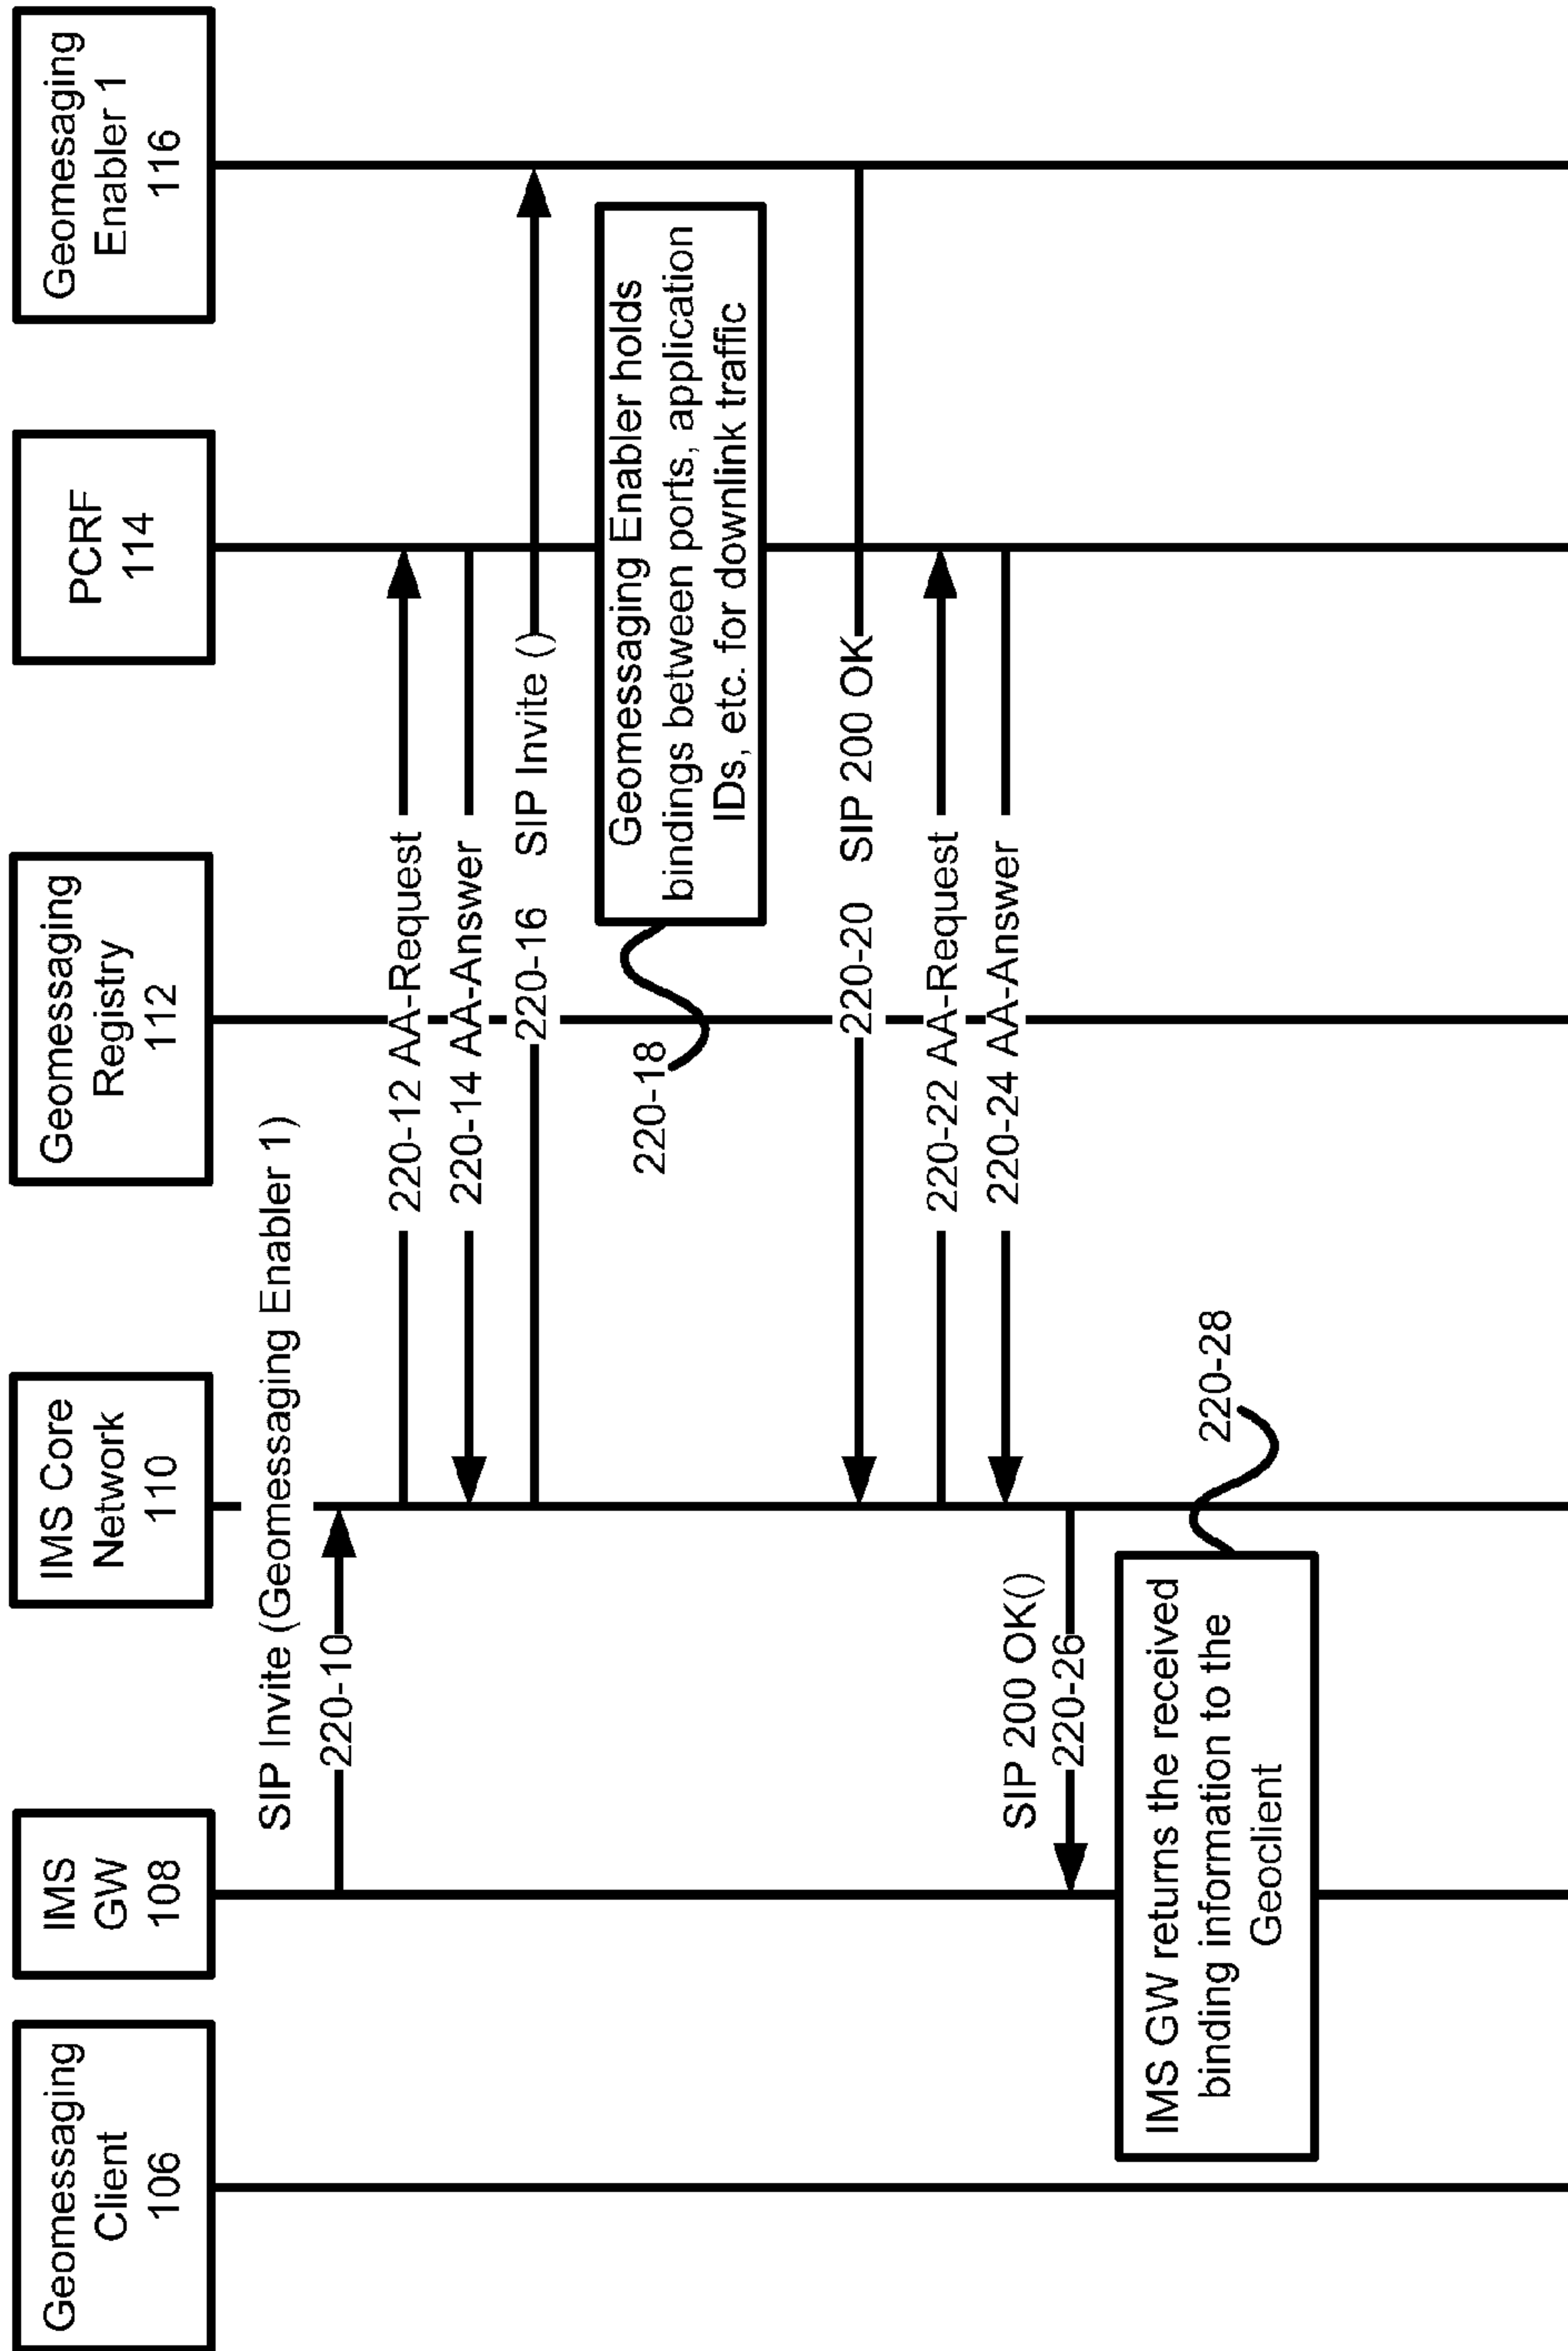 Geomessaging
Client
106
IMS
GW
108
IMS Core
Network
110
Geomessaging
Registry
112
PCRF
114
Geomesaging
Enabler 1
116
SIP Invite (Geomessaging Enabler 1)
220-10
220-12 AA-Request
220-14 AA-Answer
220-16 SIP Invite ()
Geomessaging Enabler holds
bindings between ports, application
IDs, etc. for downlink traffic
220-18
220-20 SIP 200 OK
220-22 AA-Request
220-24 AA-Answer
SIP 200 OK()
220-26
IMS GW returns the received
binding information to the
Geoclient
220-28